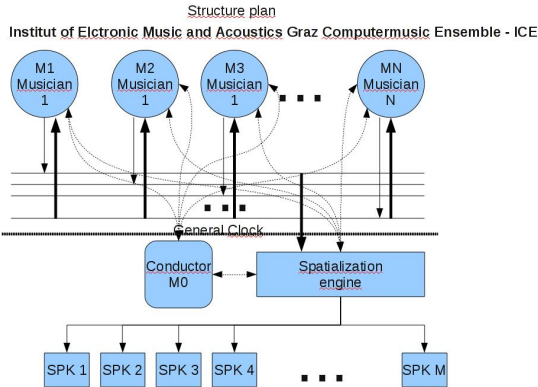 Structure plan
Institut of Elctronic Music and Acoustics Graz Computermusic Ensemble - ICE
M1
Musician
1
M2
Musician
1
M3
Musician
1
MN
Musician
N
General Clock
Conductor
M0
Spatialization
engine
SPK 1
SPK 2
SPK 3
SPK 4
SPK M